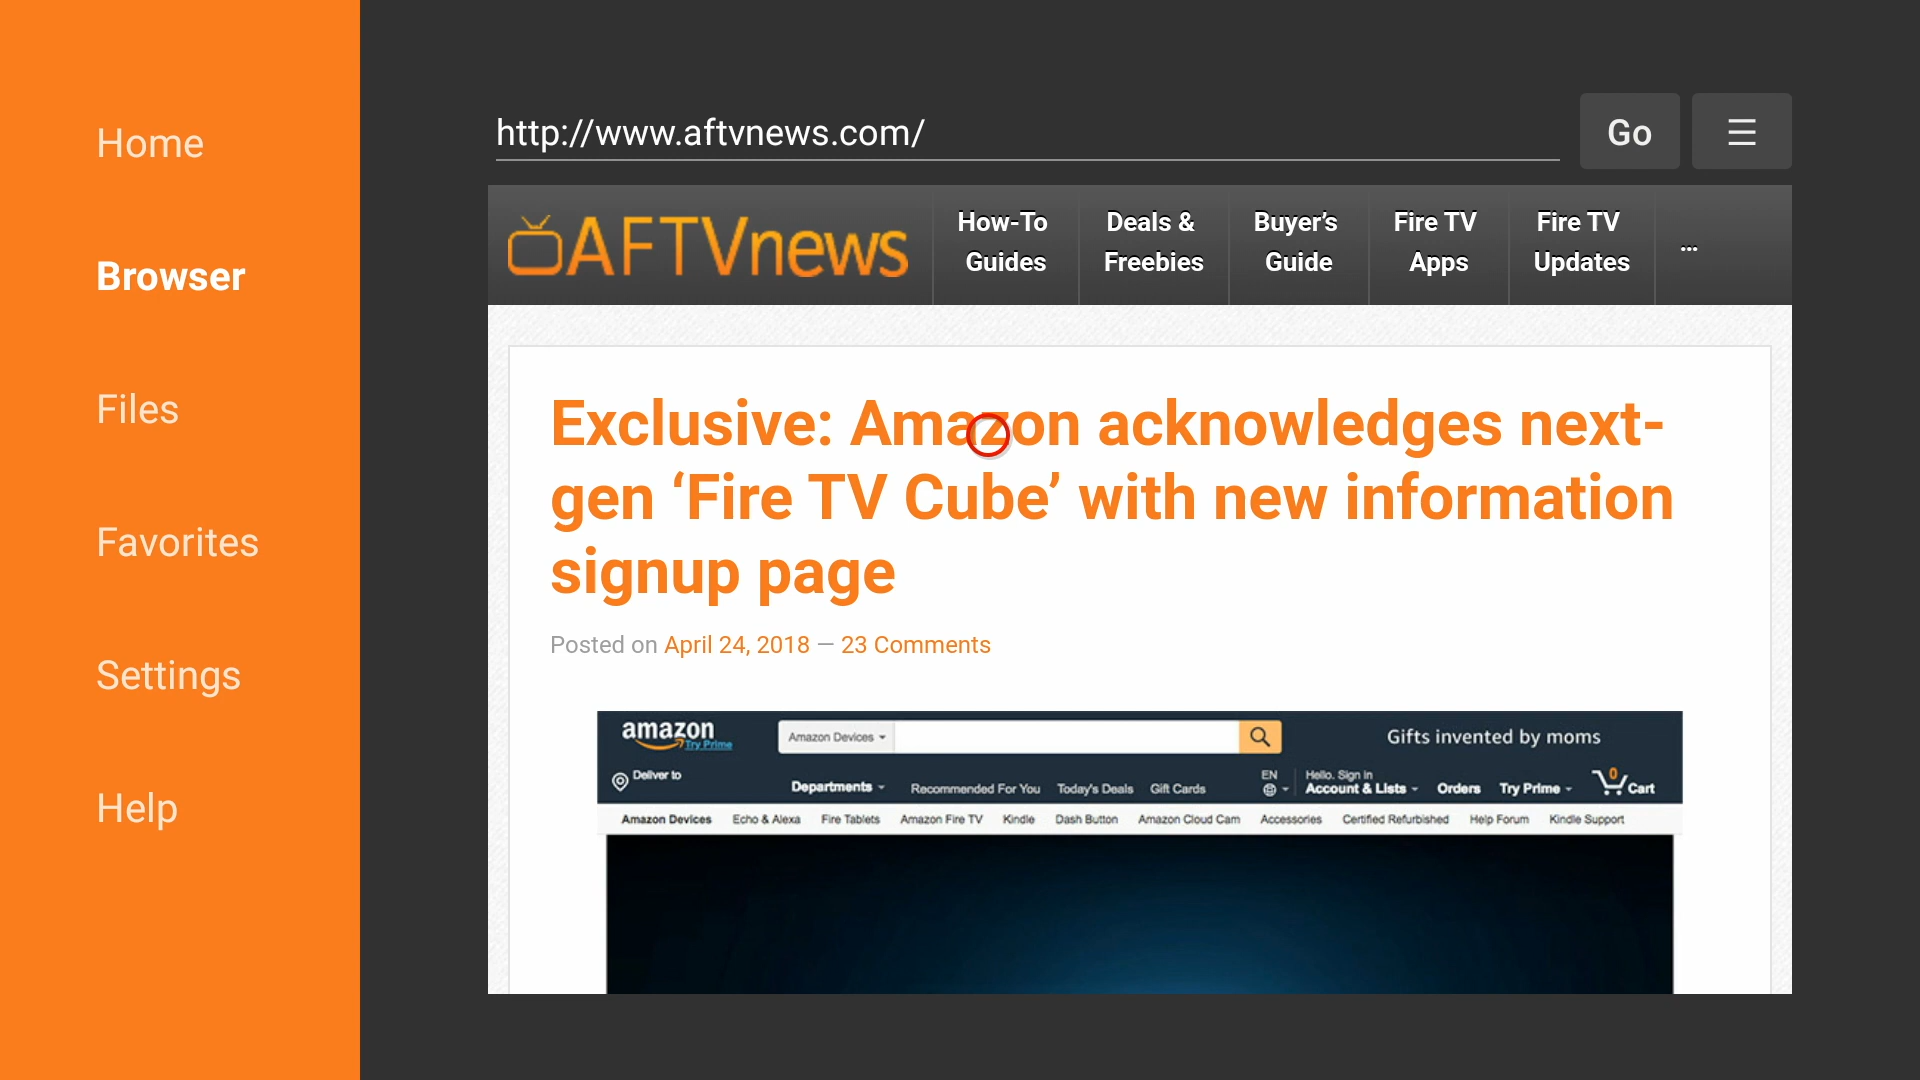 Home
Browser
Files
Favorites
Settings
Help
http://www.aftvnews.com/
Go
AFTVnews
How-To
Guides
Deals &
Freebies
Buyer’s
Guide
Fire TV
Apps
Fire TV
Updates
...
Exclusive: Amazon acknowledges next-
gen ‘Fire TV Cube’ with new information
signup page
Posted on April 24, 2018 — 23 Comments
amazon
Try Prime
Amazon Devices
Gifts invented by moms
Deliver to
Departments
Recommended For You
Today's Deals
Gift Cards
EN
Hello. Sign in
Account & Lists
Orders
Try Prime
0
Cart
Amazon Devices
Echo & Alexa
Fire Tablets
Amazon Fire TV
Kindle
Dash Button
Amazon Cloud Cam
Accessories
Certified Refurbished
Help Forum
Kindle Support